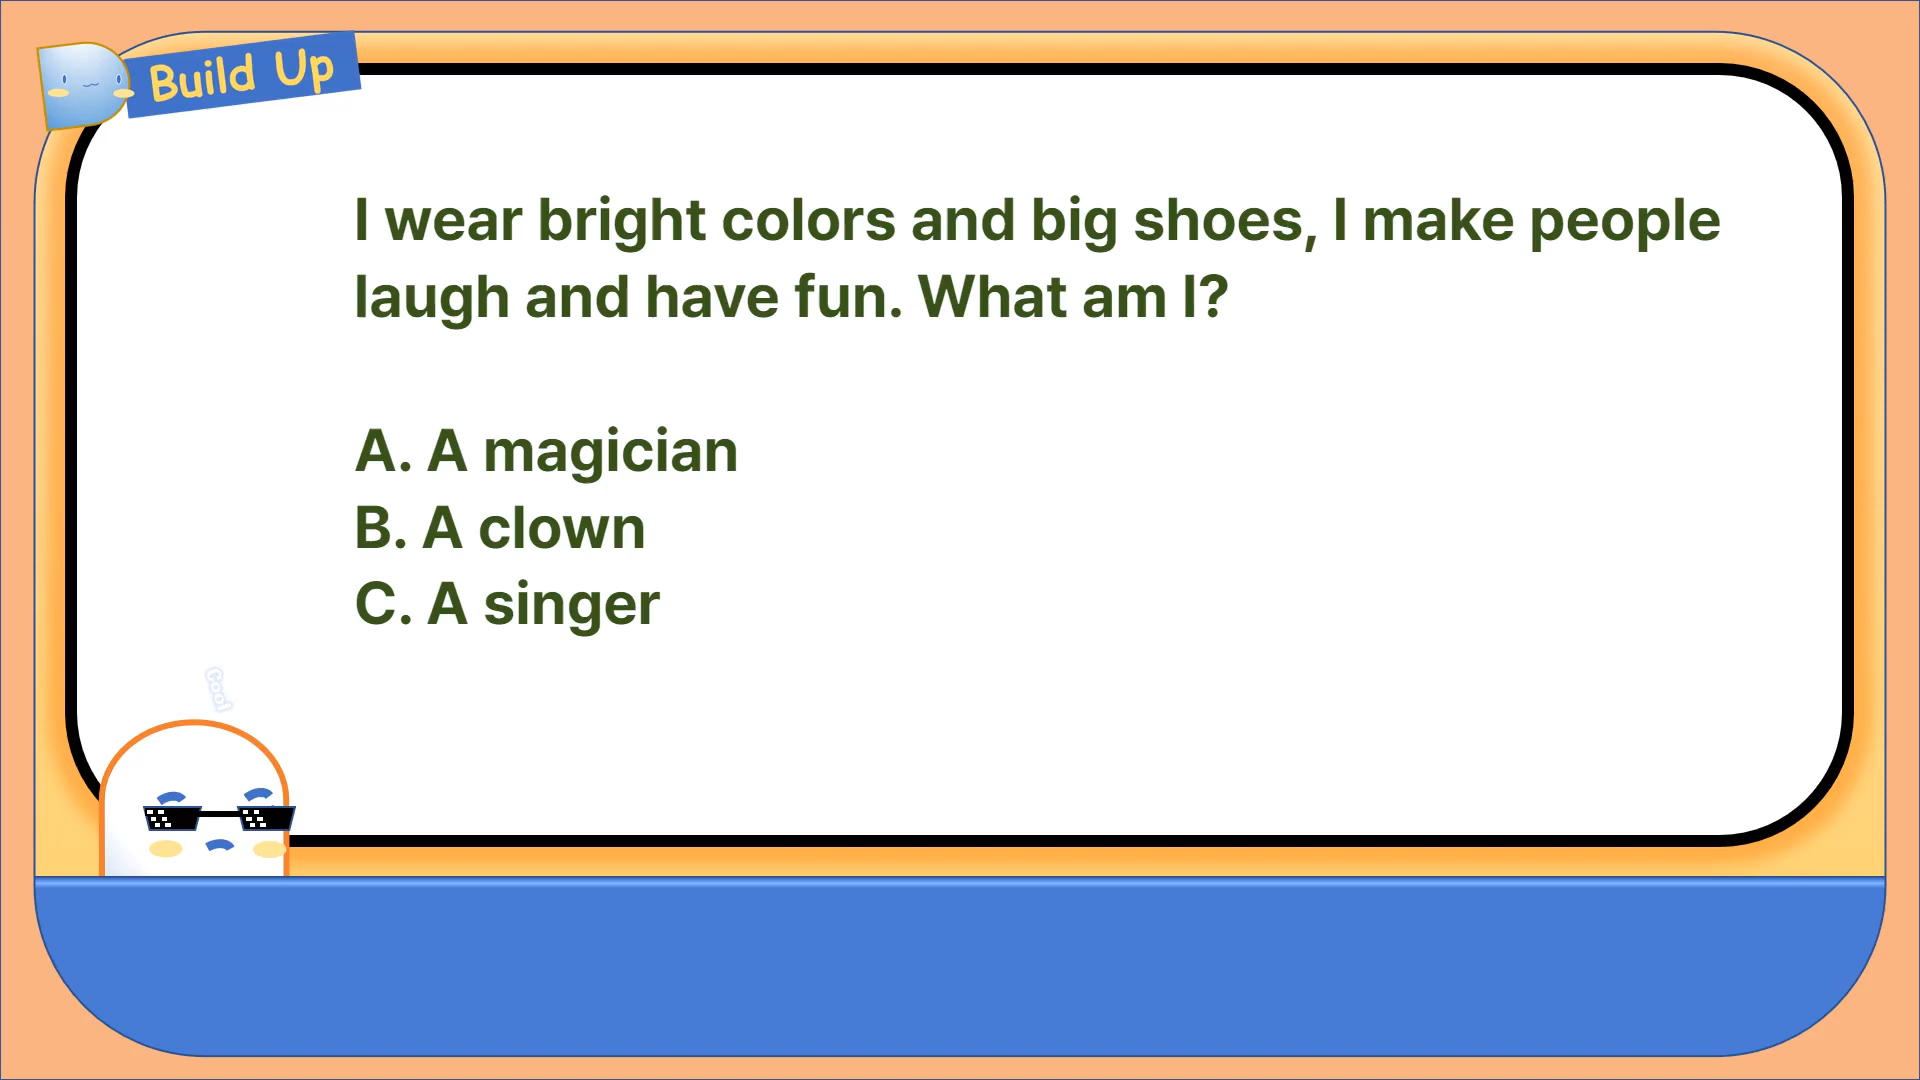 Build Up
I wear bright colors and big shoes, I make people
laugh and have fun. What am I?
A. A magician
B. A clown
C. A singer
Cool